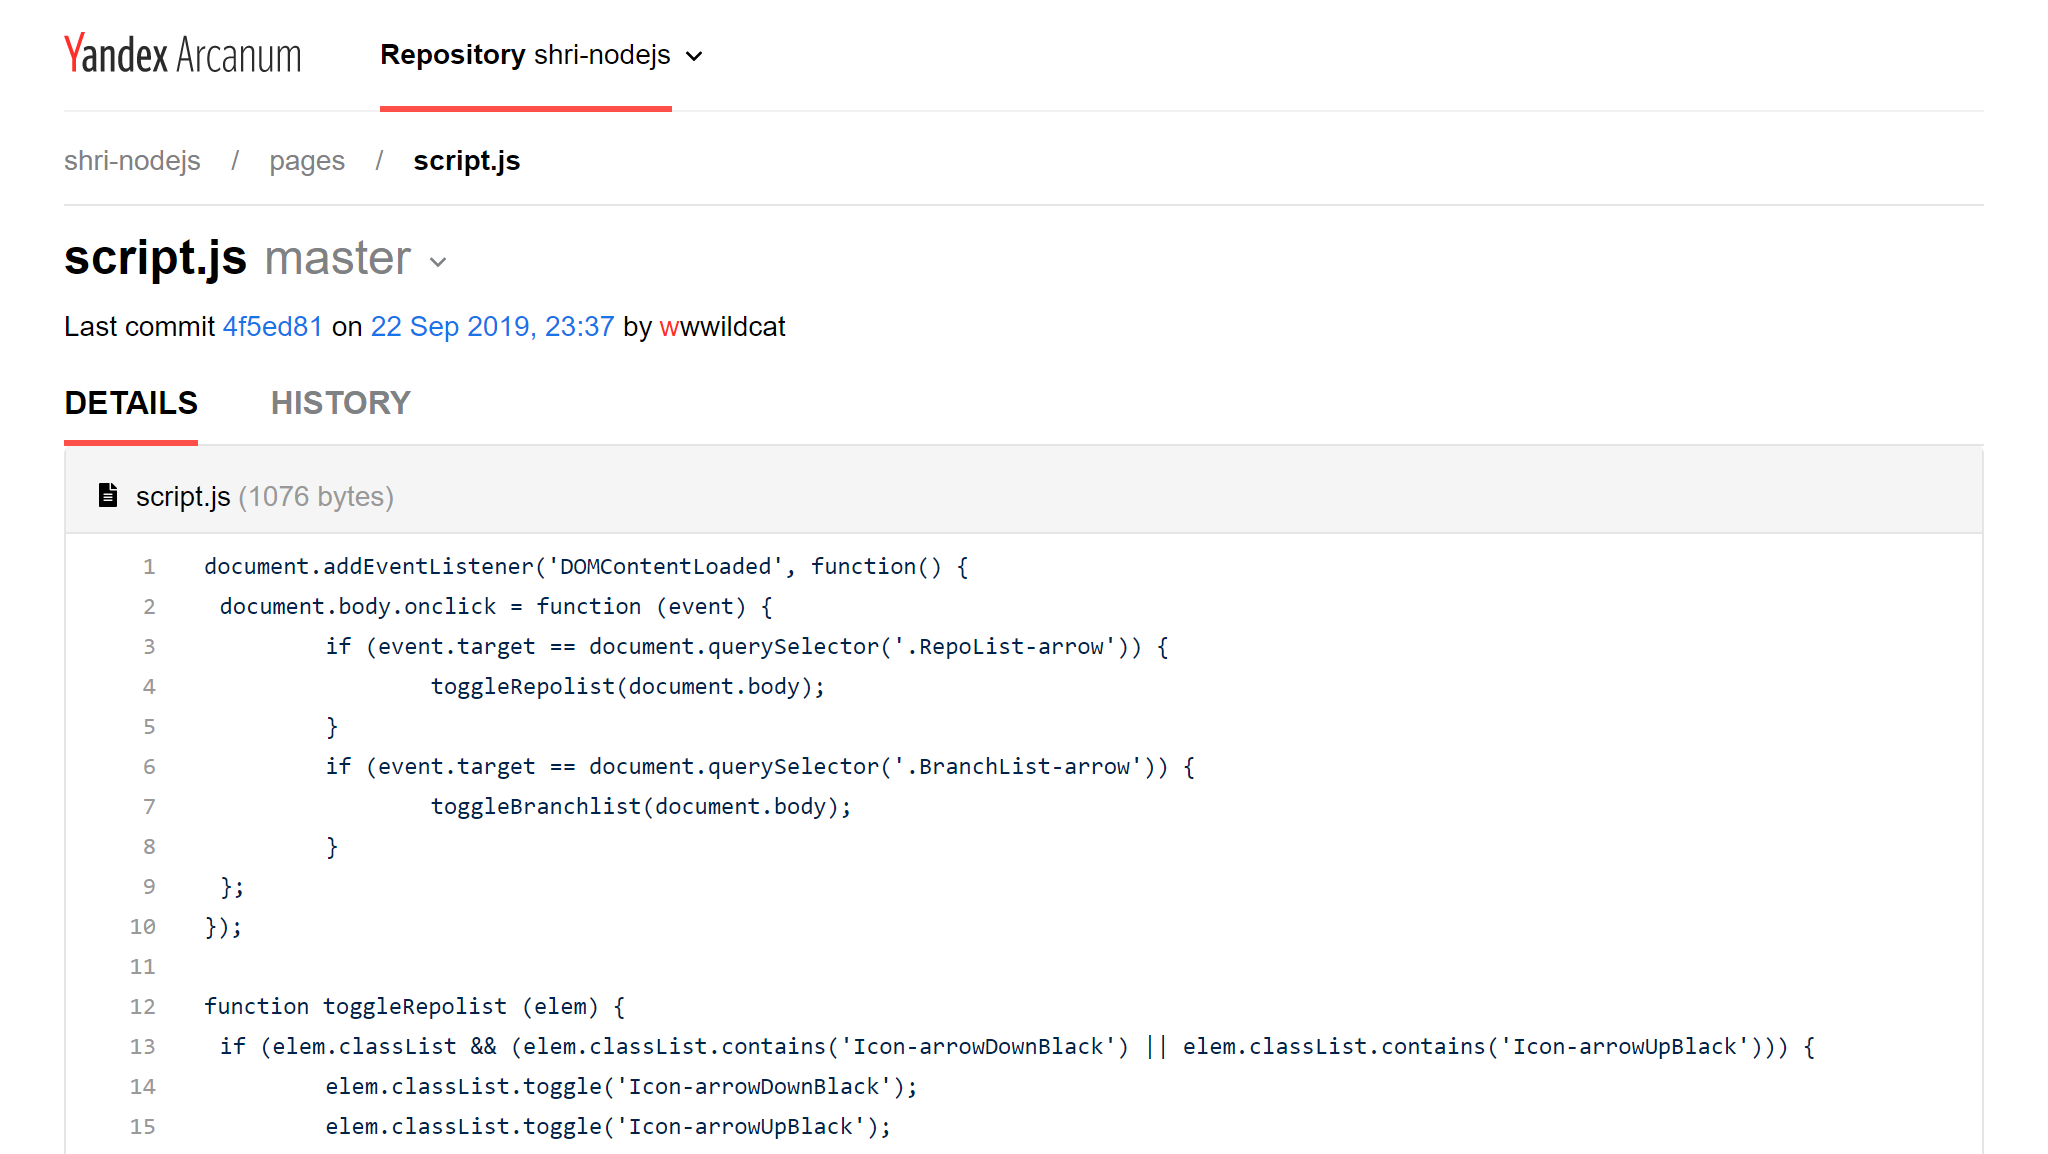 Yandex Arcanum
Repository shri-nodejs
shri-nodejs / pages / script.js
script.js master
Last commit 4f5ed81 on 22 Sep 2019, 23:37 by wwwildcat
DETAILS HISTORY
script.js (1076 bytes)
1 document.addEventListener('DOMContentLoaded', function() {
2 document.body.onclick = function (event) {
3 if (event.target == document.querySelector('.RepoList-arrow')) {
4 toggleRepolist(document.body);
5 }
6 if (event.target == document.querySelector('.BranchList-arrow')) {
7 toggleBranchlist(document.body);
8 }
9 };
10 });
11
12 function toggleRepolist (elem) {
13 if (elem.classList && (elem.classList.contains('Icon-arrowDownBlack') || elem.classList.contains('Icon-arrowUpBlack'))) {
14 elem.classList.toggle('Icon-arrowDownBlack');
15 elem.classList.toggle('Icon-arrowUpBlack');